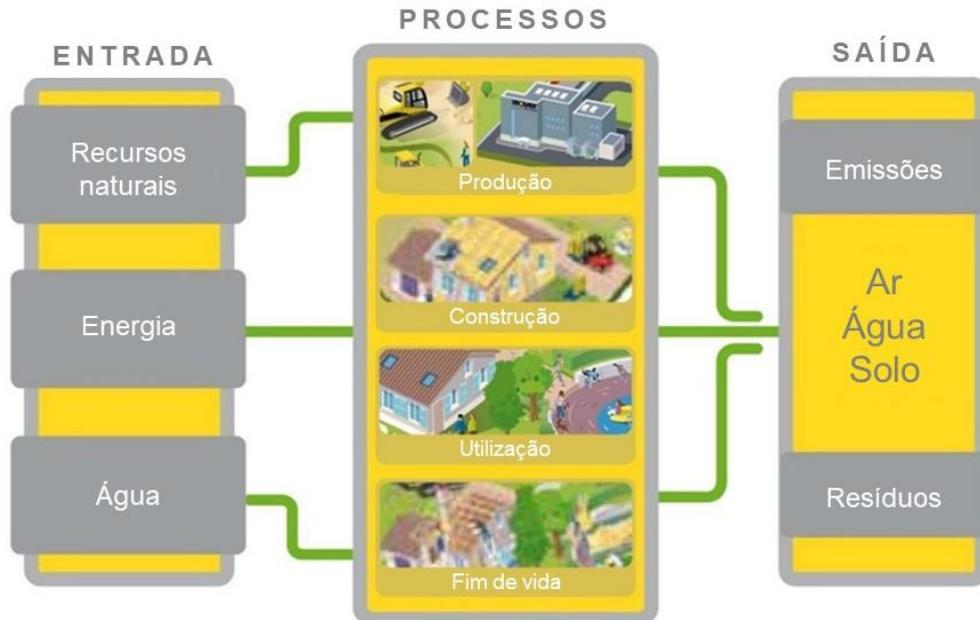 PROCESSOS
ENTRADA
SAÍDA
Recursos
naturais
Energia
Água
Produção
Construção
Utilização
Fim de vida
Emissões
Ar
Água
Solo
Resíduos